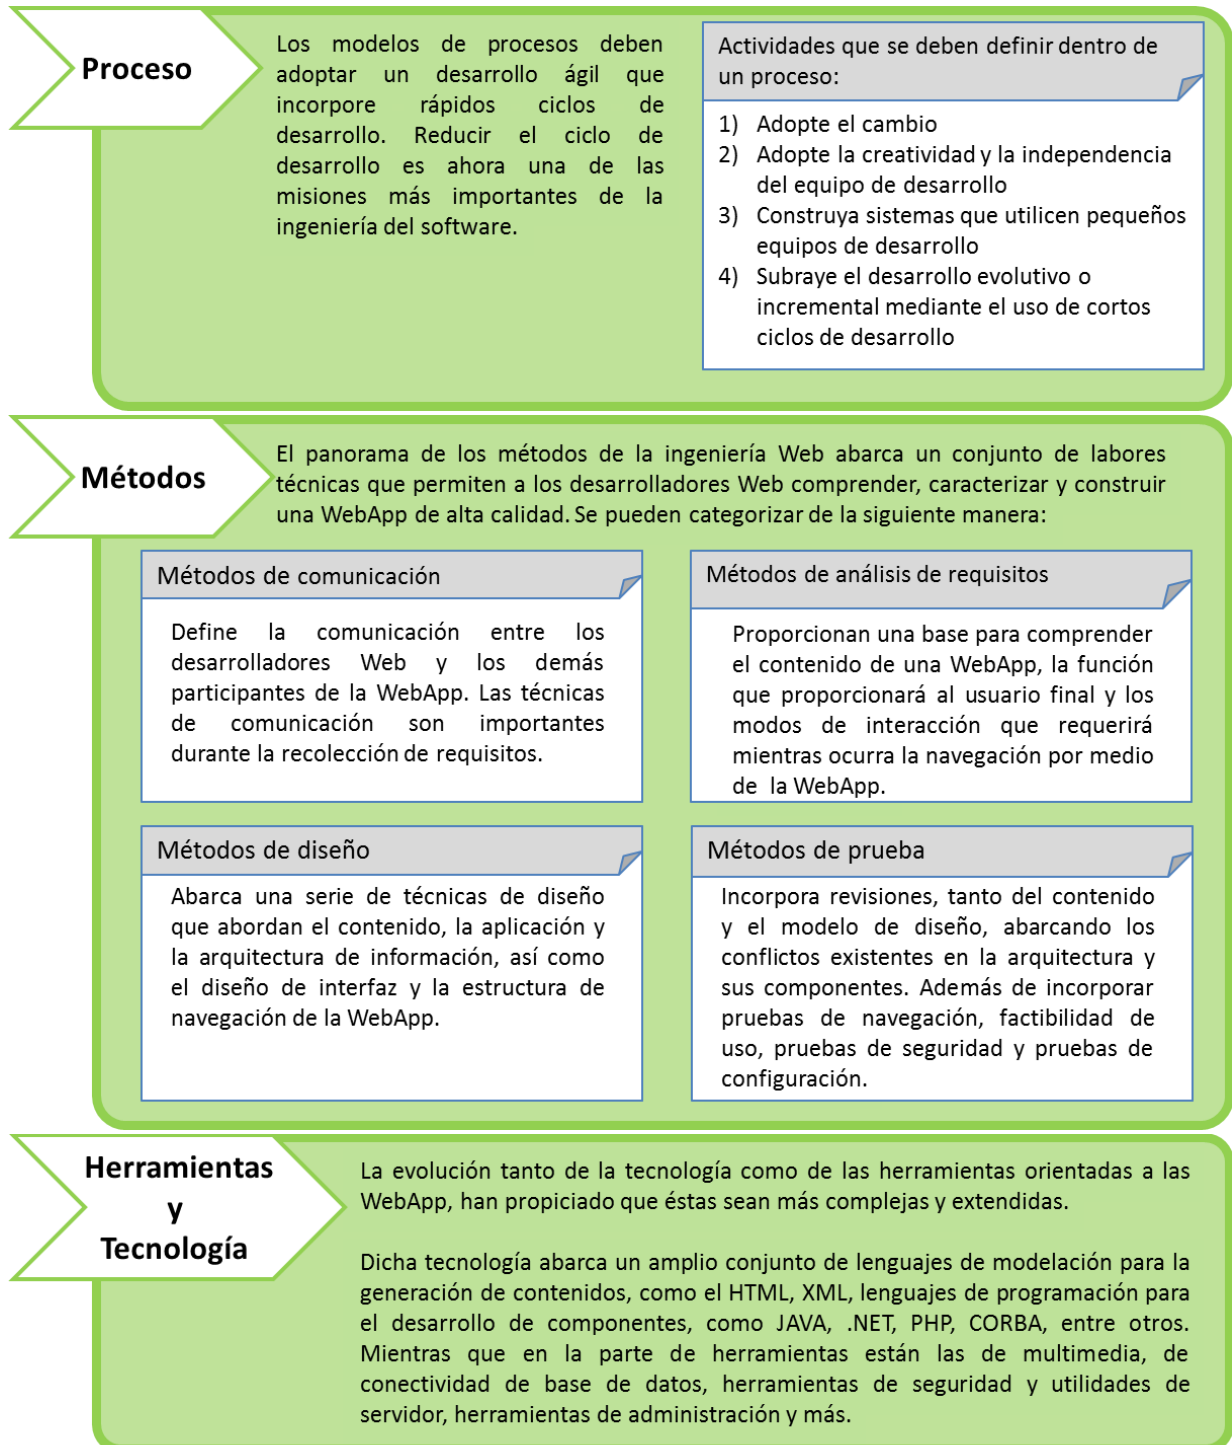 Proceso
Los modelos de procesos deben
adoptar un desarrollo ágil que
incorpore rápidos ciclos de
desarrollo. Reducir el ciclo de
desarrollo es ahora una de las
misiones más importantes de la
ingeniería del software.
Actividades que se deben definir dentro de
un proceso:
1) Adopte el cambio
2) Adopte la creatividad y la independencia
del equipo de desarrollo
3) Construya sistemas que utilicen pequeños
equipos de desarrollo
4) Subraye el desarrollo evolutivo o
incremental mediante el uso de cortos
ciclos de desarrollo
Métodos
El panorama de los métodos de la ingeniería Web abarca un conjunto de labores
técnicas que permiten a los desarrolladores Web comprender, caracterizar y construir
una WebApp de alta calidad. Se pueden categorizar de la siguiente manera:
Métodos de comunicación
Define la comunicación entre los
desarrolladores Web y los demás
participantes de la WebApp. Las técnicas
de comunicación son importantes
durante la recolección de requisitos.
Métodos de análisis de requisitos
Proporcionan una base para comprender
el contenido de una WebApp, la función
que proporcionará al usuario final y los
modos de interacción que requerirá
mientras ocurra la navegación por medio
de la WebApp.
Métodos de diseño
Abarca una serie de técnicas de diseño
que abordan el contenido, la aplicación y
la arquitectura de información, así como
el diseño de interfaz y la estructura de
navegación de la WebApp.
Métodos de prueba
Incorpora revisiones, tanto del contenido
y el modelo de diseño, abarcando los
conflictos existentes en la arquitectura y
sus componentes. Además de incorporar
pruebas de navegación, factibilidad de
uso, pruebas de seguridad y pruebas de
configuración.
Herramientas
y
Tecnología
La evolución tanto de la tecnología como de las herramientas orientadas a las
WebApp, han propiciado que éstas sean más complejas y extendidas.
Dicha tecnología abarca un amplio conjunto de lenguajes de modelación para la
generación de contenidos, como el HTML, XML, lenguajes de programación para
el desarrollo de componentes, como JAVA, .NET, PHP, CORBA, entre otros.
Mientras que en la parte de herramientas están las de multimedia, de
conectividad de base de datos, herramientas de seguridad y utilidades de
servidor, herramientas de administración y más.